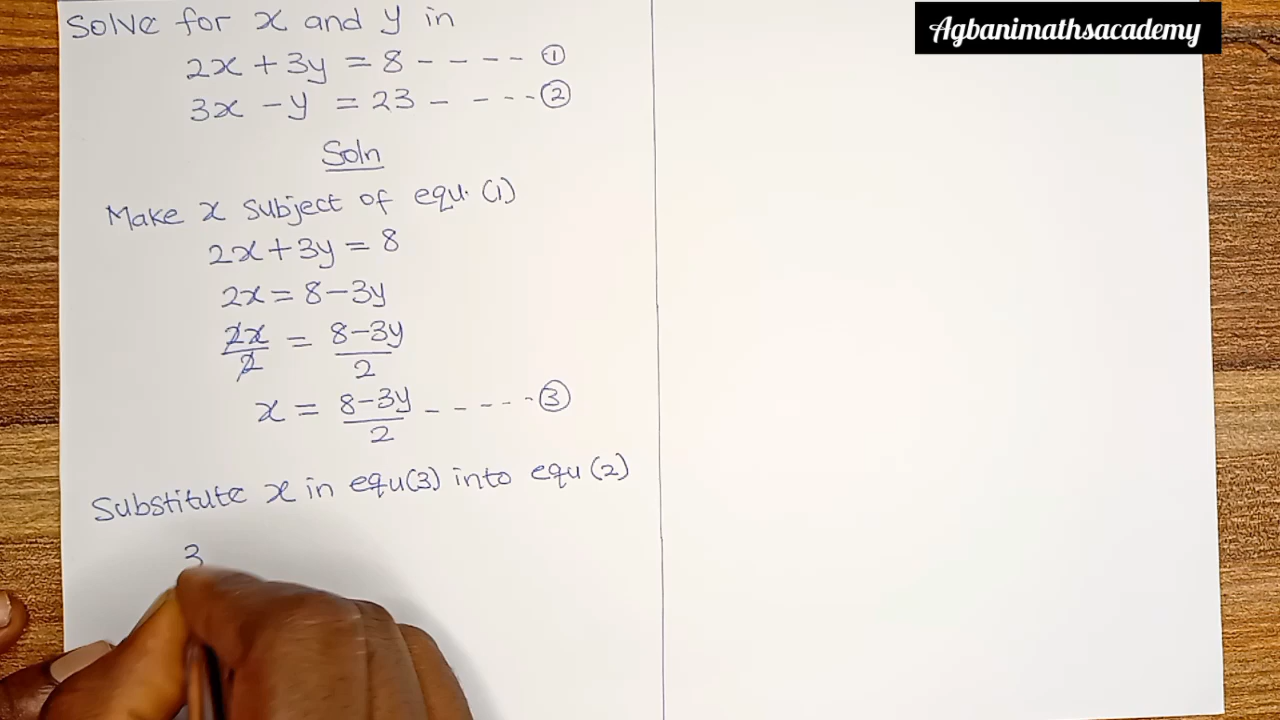 Solve for x and y in
2x + 3y = 8 ---- ①
3x - y = 23 - --- ②
Soln
Make x subject of equ. (1)
2x + 3y = 8
2x = 8 - 3y
2x/2 = 8-3y/2
x = 8-3y/2 ----- ③
Substitute x in equ(3) into equ (2)
3
Agbanimathsacademy